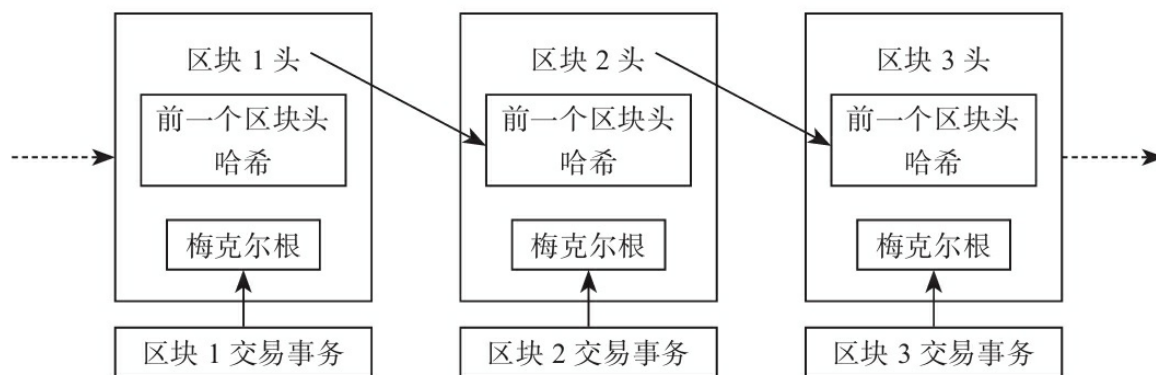 区块 1 头
区块 2 头
区块 3 头
前一个区块头
哈希
前一个区块头
哈希
前一个区块头
哈希
梅克尔根
梅克尔根
梅克尔根
区块 1 交易事务
区块 2 交易事务
区块 3 交易事务